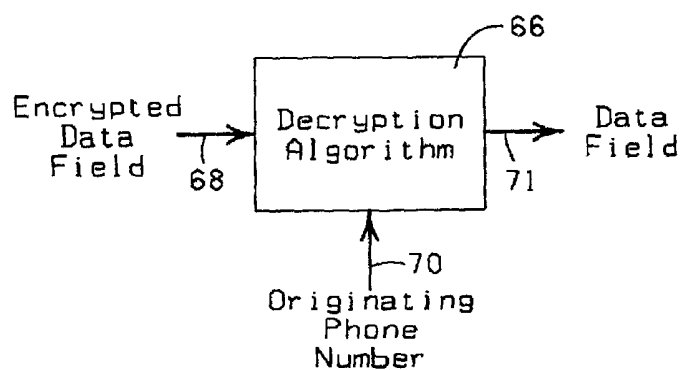 66
Encrypted
Data
Field
68
Decryption
Algorithm
71
Data
Field
70
Originating
Phone
Number